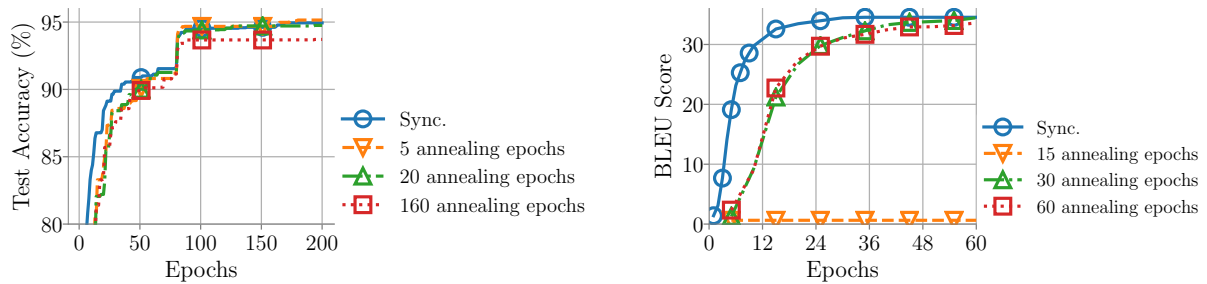 Test Accuracy (%)
95
90
85
80
0 50 100 150 200
Epochs
Sync.
5 annealing epochs
20 annealing epochs
160 annealing epochs
BLEU Score
30
20
10
0
0 12 24 36 48 60
Epochs
Sync.
15 annealing epochs
30 annealing epochs
60 annealing epochs